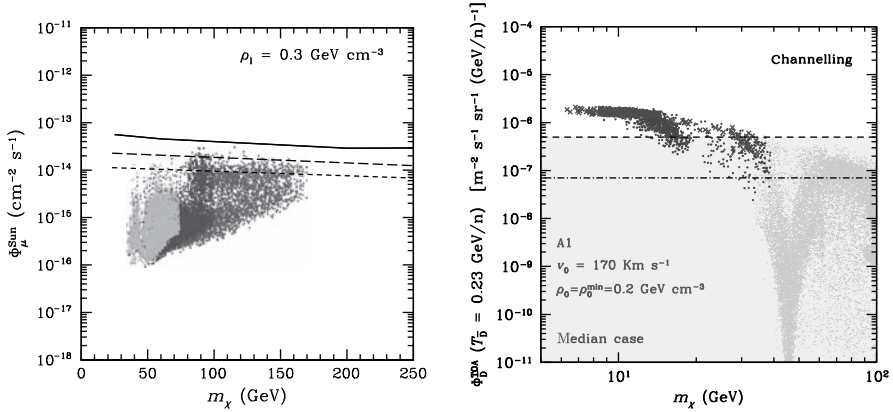 10⁻¹¹
10⁻¹²
10⁻¹³
10⁻¹⁴
10⁻¹⁵
10⁻¹⁶
10⁻¹⁷
10⁻¹⁸
Φ_μ^Sun (cm⁻² s⁻¹)
ρ_l = 0.3 GeV cm⁻³
0 50 100 150 200 250
m_χ (GeV)
10⁻⁴
10⁻⁵
10⁻⁶
10⁻⁷
10⁻⁸
10⁻⁹
10⁻¹⁰
10⁻¹¹
Φ_D̄^TOA (T_D̄ = 0.23 GeV/n) [m⁻² s⁻¹ sr⁻¹ (GeV/n)⁻¹]
Channelling
A1
v₀ = 170 Km s⁻¹
ρ₀=ρ₀^min=0.2 GeV cm⁻³
Median case
10¹ 10²
m_χ (GeV)